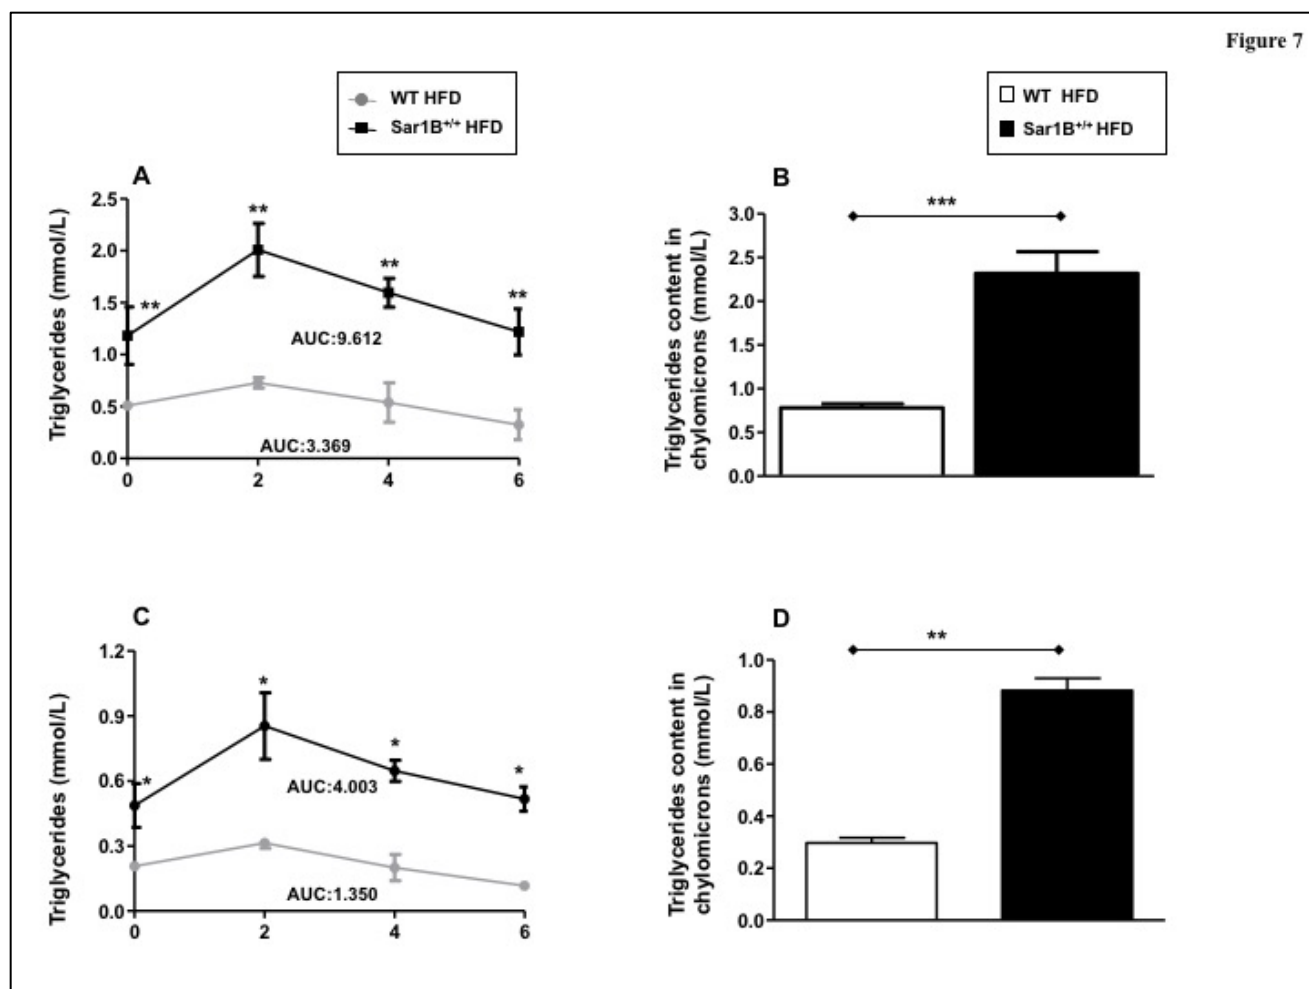 Figure 7
WT HFD
Sar1B+/+ HFD
WT HFD
Sar1B+/+ HFD
A
Triglycerides (mmol/L)
2.5
2.0
1.5
1.0
0.5
0.0
**
**
**
**
AUC:9.612
AUC:3.369
0 2 4 6
B
Triglycerides content in
chylomicrons (mmol/L)
3.0
2.5
2.0
1.5
1.0
0.5
0.0
***
C
Triglycerides (mmol/L)
1.2
0.9
0.6
0.3
0.0
*
*
*
*
AUC:4.003
AUC:1.350
0 2 4 6
D
Triglycerides content in
chylomicrons (mmol/L)
1.0
0.8
0.6
0.4
0.2
0.0
**